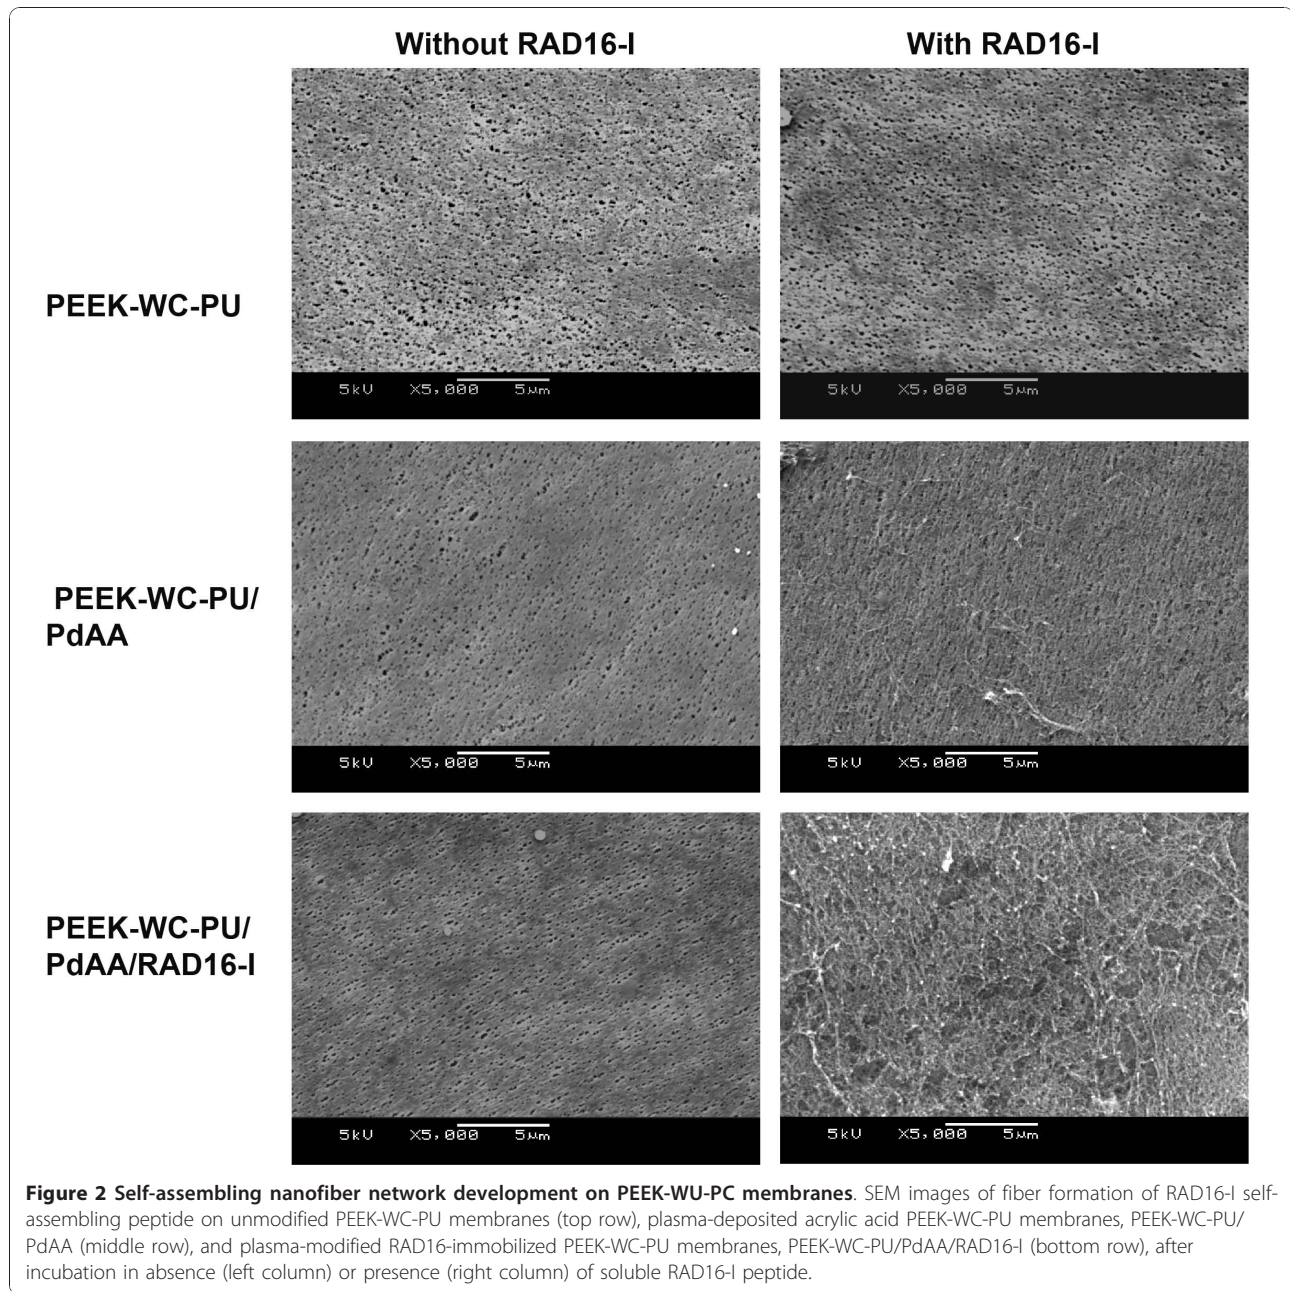 Without RAD16-I
With RAD16-I
PEEK-WC-PU
5kV X5,000 5µm
5kV X5,000 5µm
PEEK-WC-PU/
PdAA
5kV X5,000 5µm
5kV X5,000 5µm
PEEK-WC-PU/
PdAA/RAD16-I
5kV X5,000 5µm
5kV X5,000 5µm
Figure 2 Self-assembling nanofiber network development on PEEK-WU-PC membranes. SEM images of fiber formation of RAD16-I self-
assembling peptide on unmodified PEEK-WC-PU membranes (top row), plasma-deposited acrylic acid PEEK-WC-PU membranes, PEEK-WC-PU/
PdAA (middle row), and plasma-modified RAD16-immobilized PEEK-WC-PU membranes, PEEK-WC-PU/PdAA/RAD16-I (bottom row), after
incubation in absence (left column) or presence (right column) of soluble RAD16-I peptide.